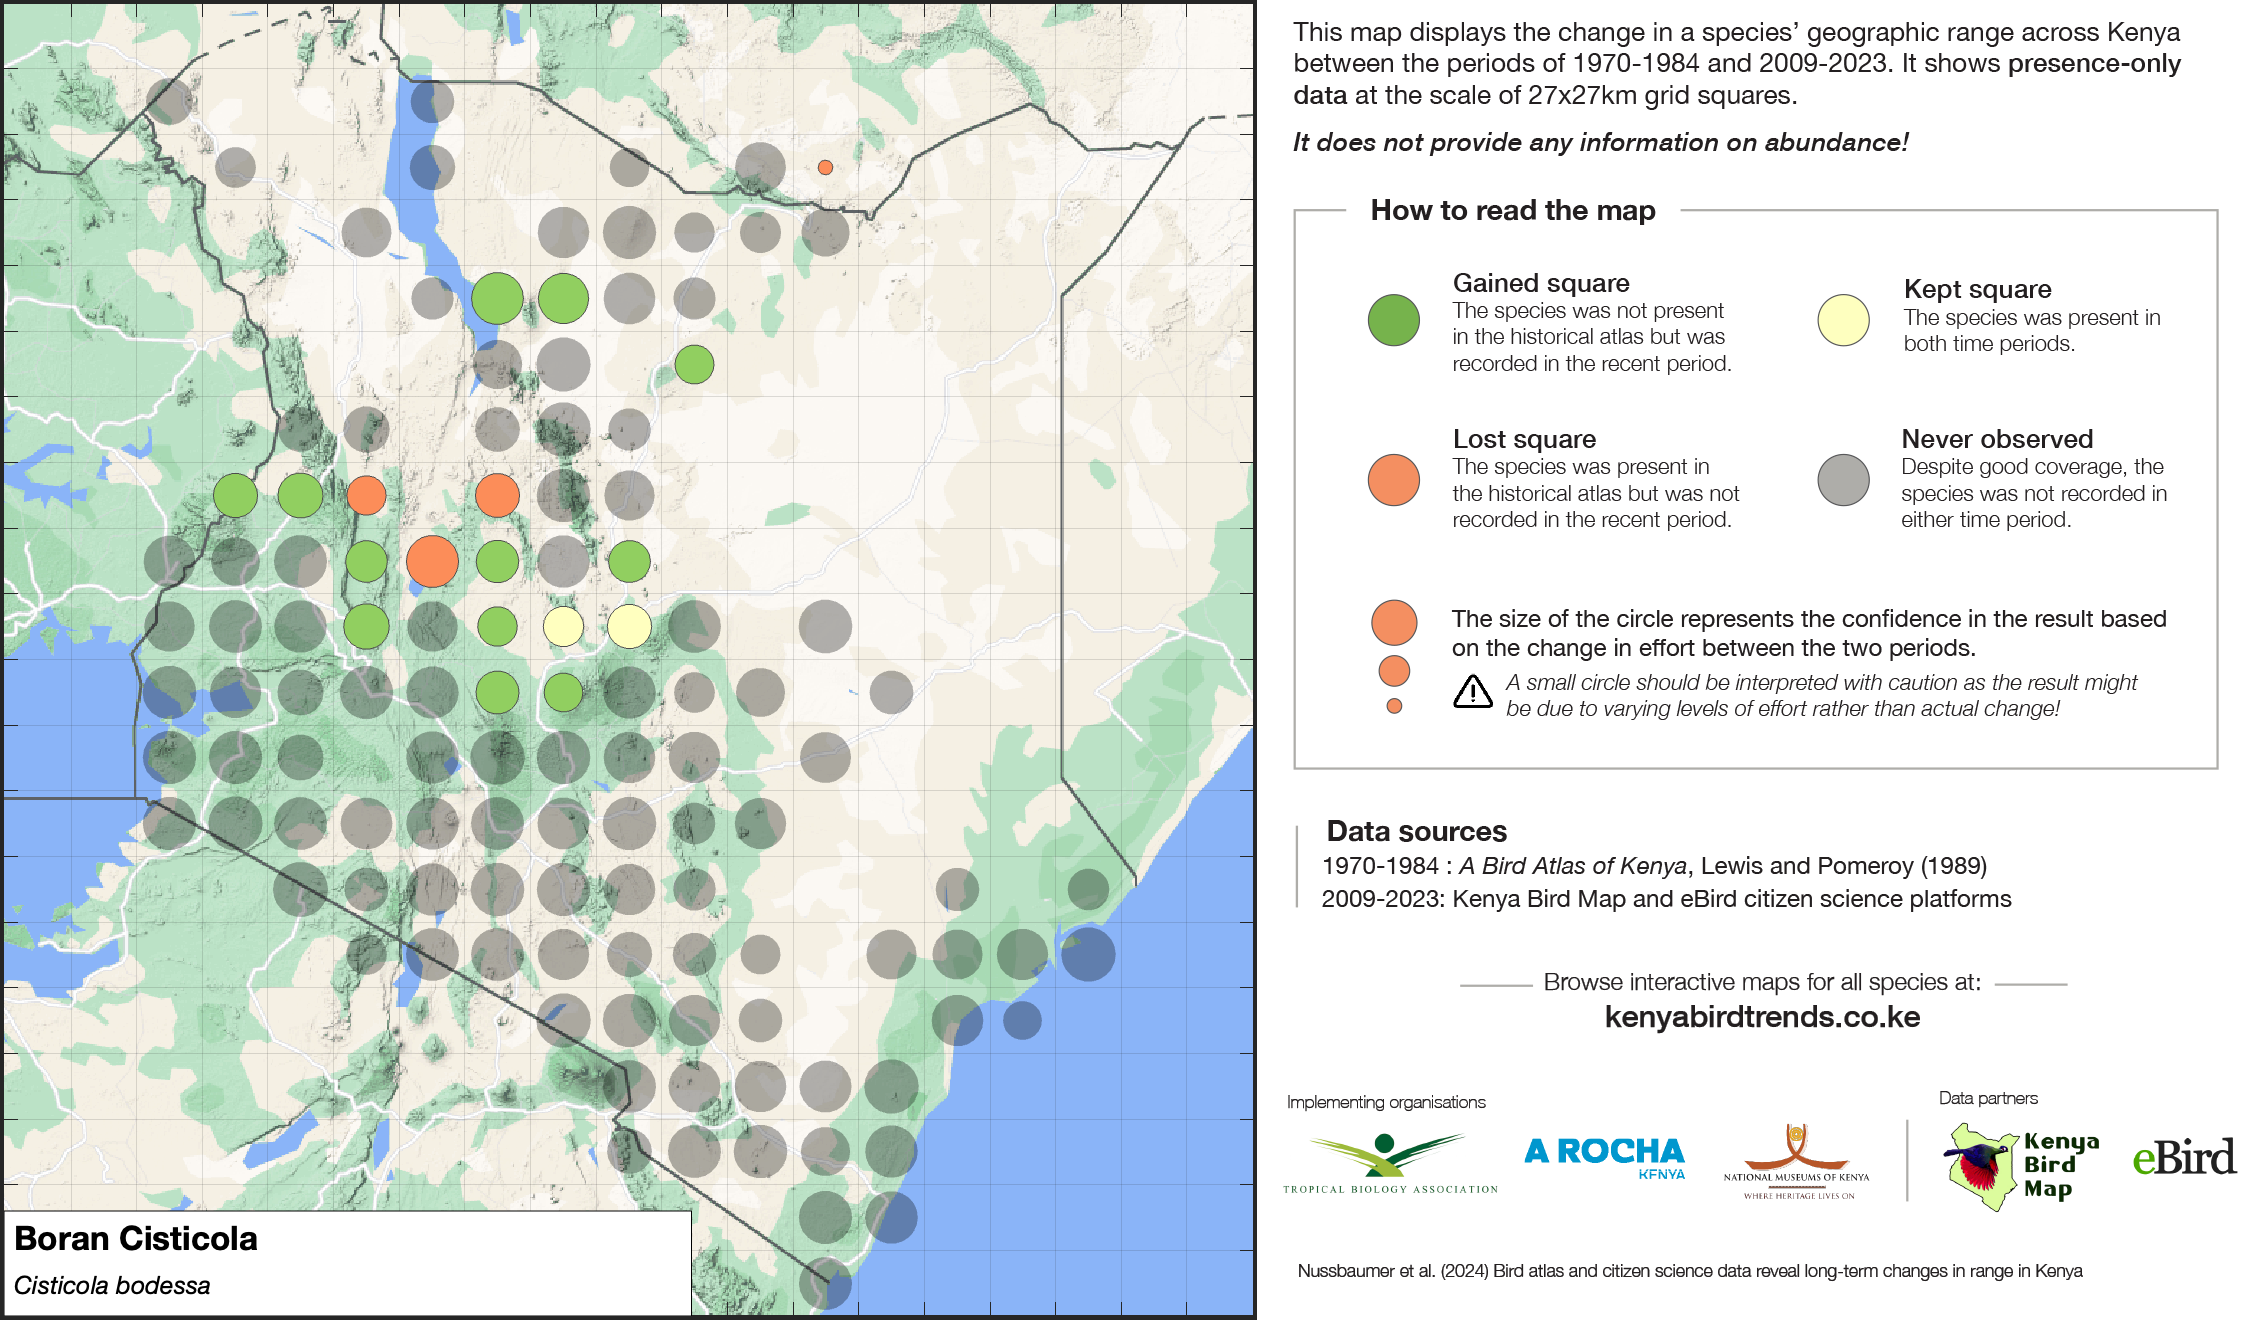 This map displays the change in a species’ geographic range across Kenya
between the periods of 1970-1984 and 2009-2023. It shows presence-only
data at the scale of 27x27km grid squares.
It does not provide any information on abundance!
How to read the map
Gained square
The species was not present
in the historical atlas but was
recorded in the recent period.
Kept square
The species was present in
both time periods.
Lost square
The species was present in
the historical atlas but was not
recorded in the recent period.
Never observed
Despite good coverage, the
species was not recorded in
either time period.
The size of the circle represents the confidence in the result based
on the change in effort between the two periods.
A small circle should be interpreted with caution as the result might
be due to varying levels of effort rather than actual change!
Data sources
1970-1984 : A Bird Atlas of Kenya, Lewis and Pomeroy (1989)
2009-2023: Kenya Bird Map and eBird citizen science platforms
Browse interactive maps for all species at:
kenyabirdtrends.co.ke
Implementing organisations
Data partners
TROPICAL BIOLOGY ASSOCIATION
A ROCHA
KENYA
NATIONAL MUSEUMS OF KENYA
WHERE HERITAGE LIVES ON
Kenya
Bird
Map
eBird
Boran Cisticola
Cisticola bodessa
Nussbaumer et al. (2024) Bird atlas and citizen science data reveal long-term changes in range in Kenya